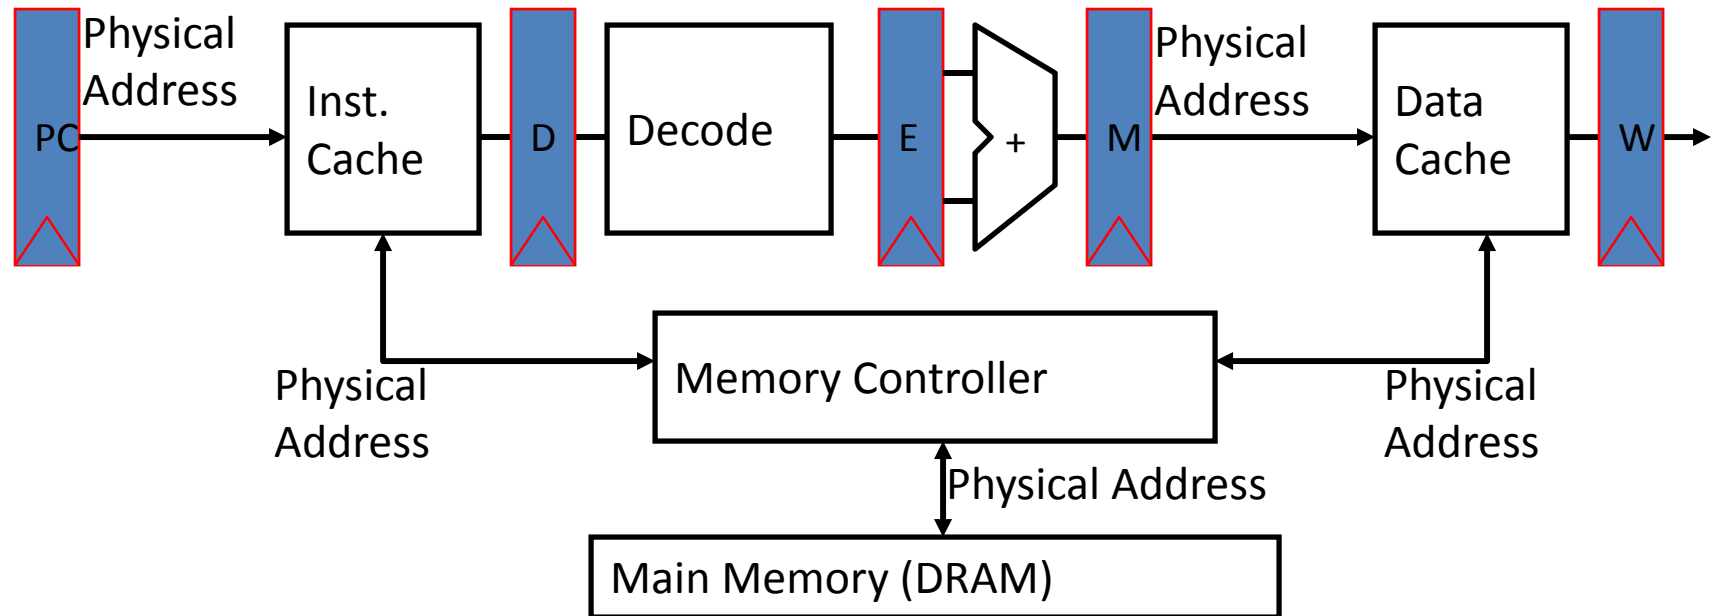 PC
Physical
Address
Inst.
Cache
D
Decode
E
+
M
Physical
Address
Data
Cache
W
Physical
Address
Memory Controller
Physical
Address
Physical Address
Main Memory (DRAM)